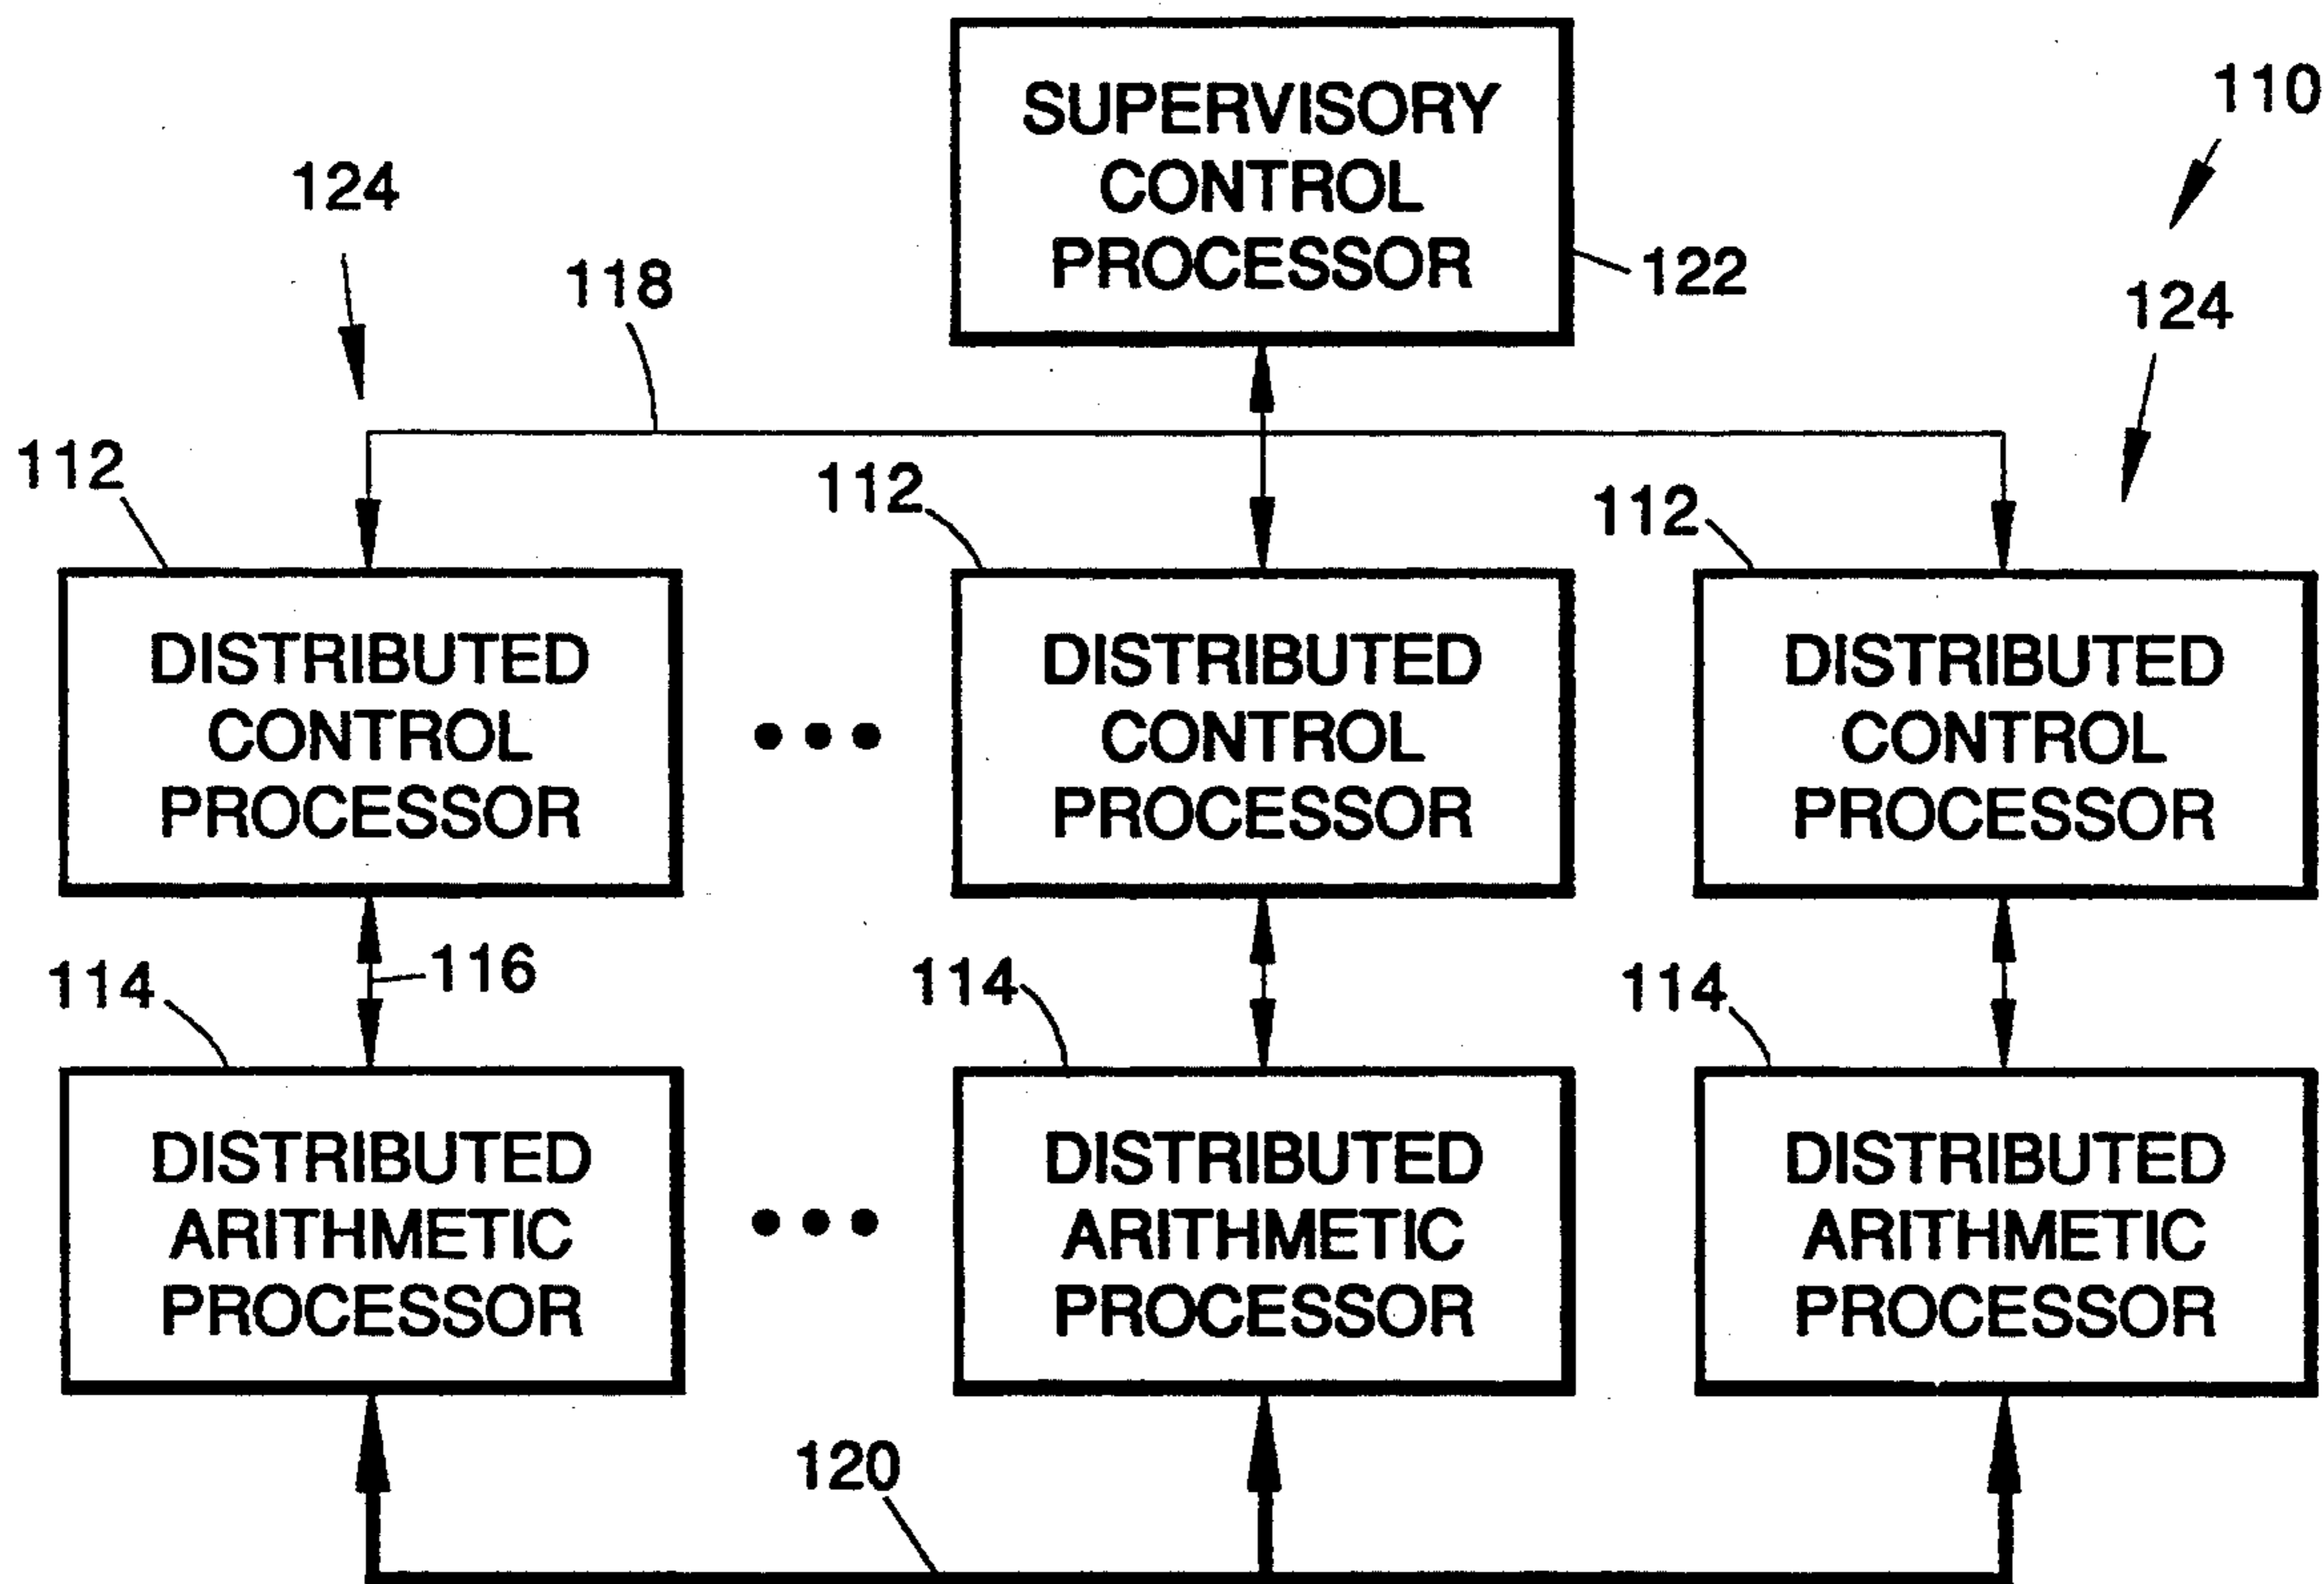 SUPERVISORY
CONTROL
PROCESSOR
110
124
118
122
124
112
112
112
DISTRIBUTED
CONTROL
PROCESSOR
DISTRIBUTED
CONTROL
PROCESSOR
DISTRIBUTED
CONTROL
PROCESSOR
114
116
114
114
DISTRIBUTED
ARITHMETIC
PROCESSOR
DISTRIBUTED
ARITHMETIC
PROCESSOR
DISTRIBUTED
ARITHMETIC
PROCESSOR
120